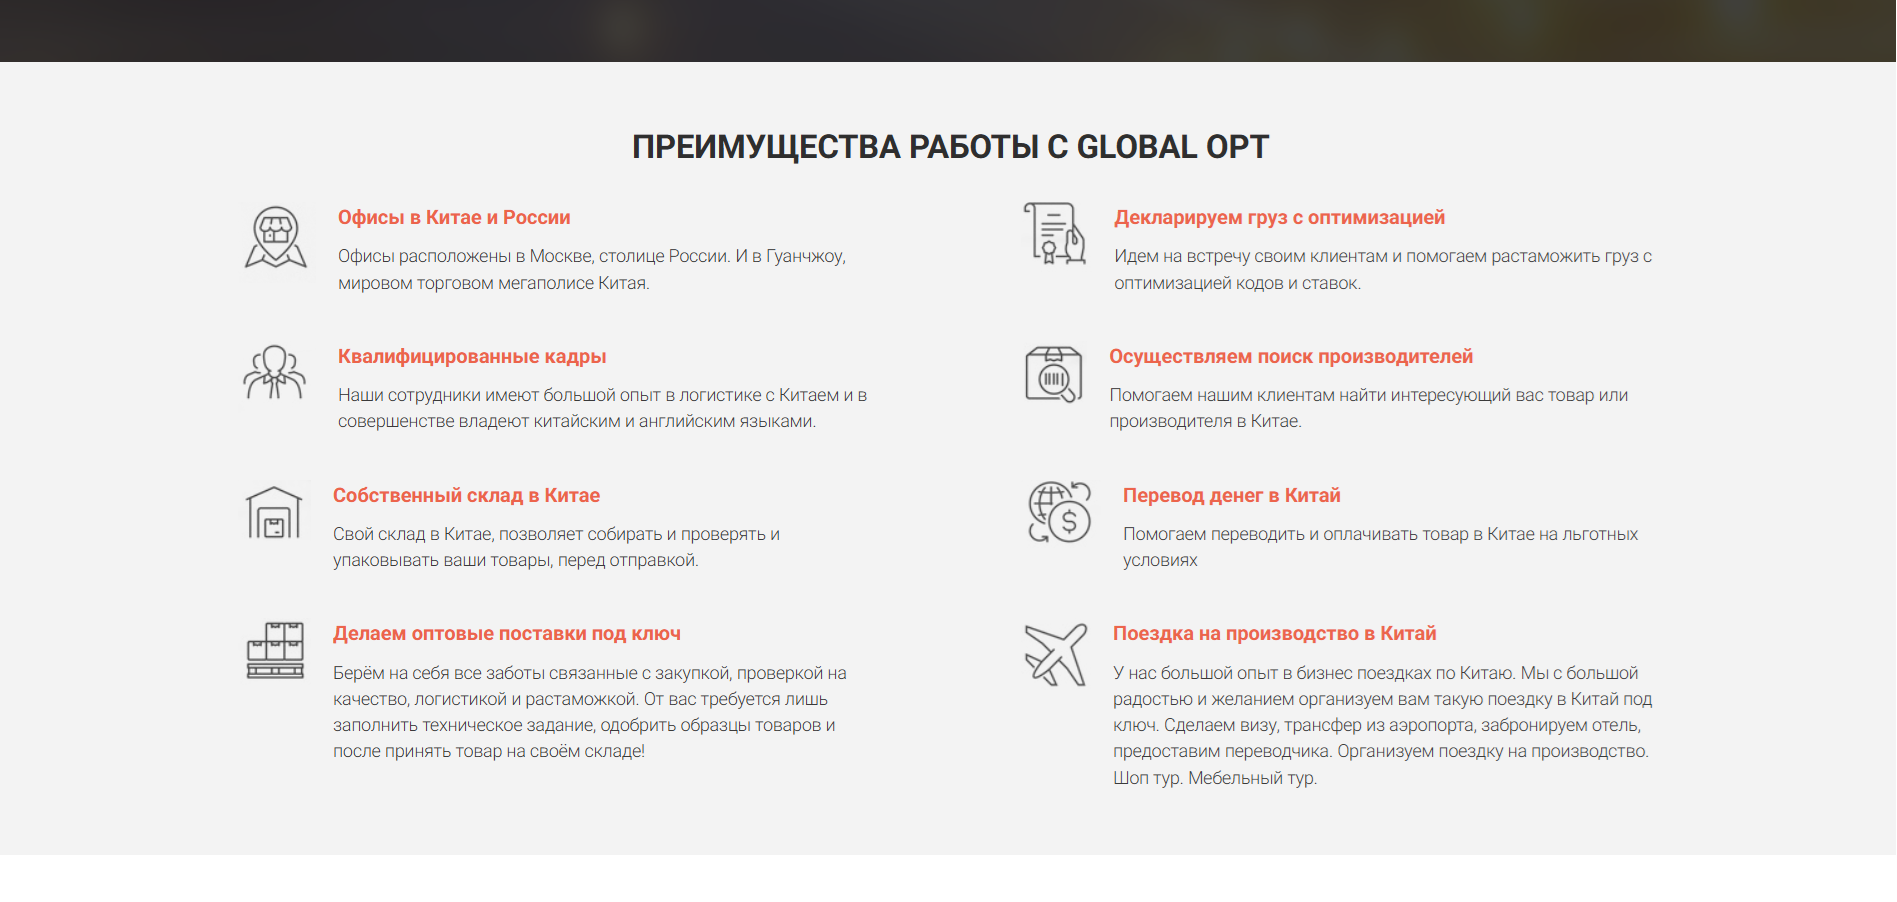 ПРЕИМУЩЕСТВА РАБОТЫ С GLOBAL OPT
Офисы в Китае и России
Офисы расположены в Москве, столице России. И в Гуанчжоу,
мировом торговом мегаполисе Китая.
Квалифицированные кадры
Наши сотрудники имеют большой опыт в логистике с Китаем и в
совершенстве владеют китайским и английским языками.
Собственный склад в Китае
Свой склад в Китае, позволяет собирать и проверять и
упаковывать ваши товары, перед отправкой.
Делаем оптовые поставки под ключ
Берём на себя все заботы связанные с закупкой, проверкой на
качество, логистикой и растаможкой. От вас требуется лишь
заполнить техническое задание, одобрить образцы товаров и
после принять товар на своём складе!
Декларируем груз с оптимизацией
Идем на встречу своим клиентам и помогаем растаможить груз с
оптимизацией кодов и ставок.
Осуществляем поиск производителей
Помогаем нашим клиентам найти интересующий вас товар или
производителя в Китае.
Перевод денег в Китай
Помогаем переводить и оплачивать товар в Китае на льготных
условиях
Поездка на производство в Китай
У нас большой опыт в бизнес поездках по Китаю. Мы с большой
радостью и желанием организуем вам такую поездку в Китай под
ключ. Сделаем визу, трансфер из аэропорта, забронируем отель,
предоставим переводчика. Организуем поездку на производство.
Шоп тур. Мебельный тур.